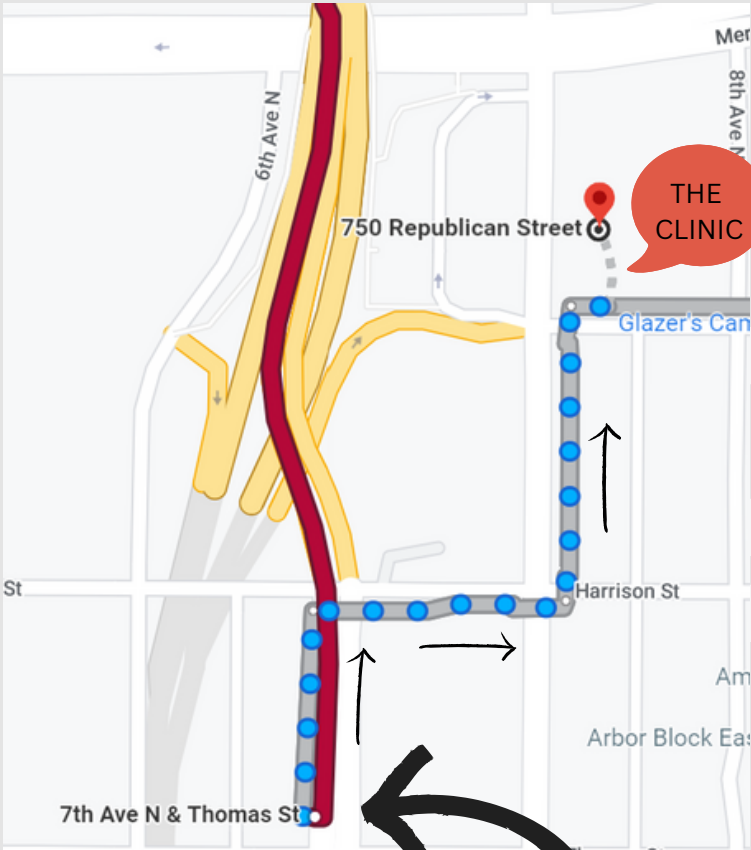 Mer
8th Ave N
6th Ave N
THE
CLINIC
750 Republican Street
Glazer's Cam
St
Harrison St
Am
Arbor Block Eas
7th Ave N & Thomas St